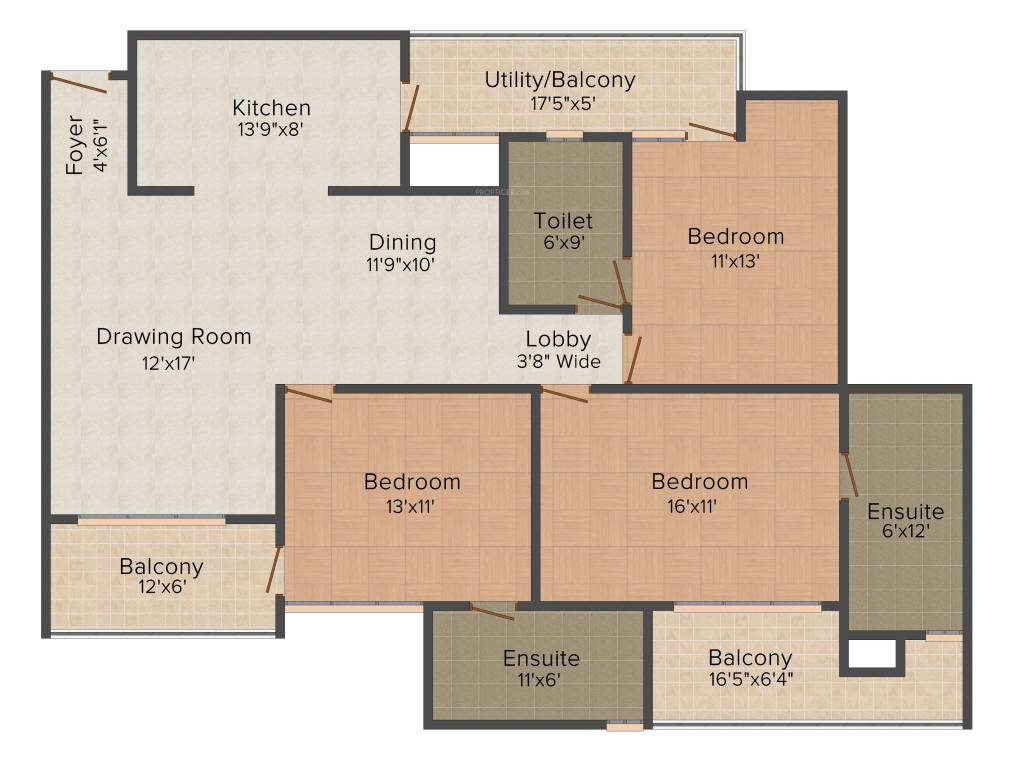 Utility/Balcony
17'5"x5'
Kitchen
13'9"x8'
Foyer
4'x6'1"
PROPTIGER.com
Toilet
6'x9'
Bedroom
11'x13'
Dining
11'9"x10'
Drawing Room
12'x17'
Lobby
3'8" Wide
Bedroom
13'x11'
Bedroom
16'x11'
Ensuite
6'x12'
Balcony
12'x6'
Ensuite
11'x6'
Balcony
16'5"x6'4"